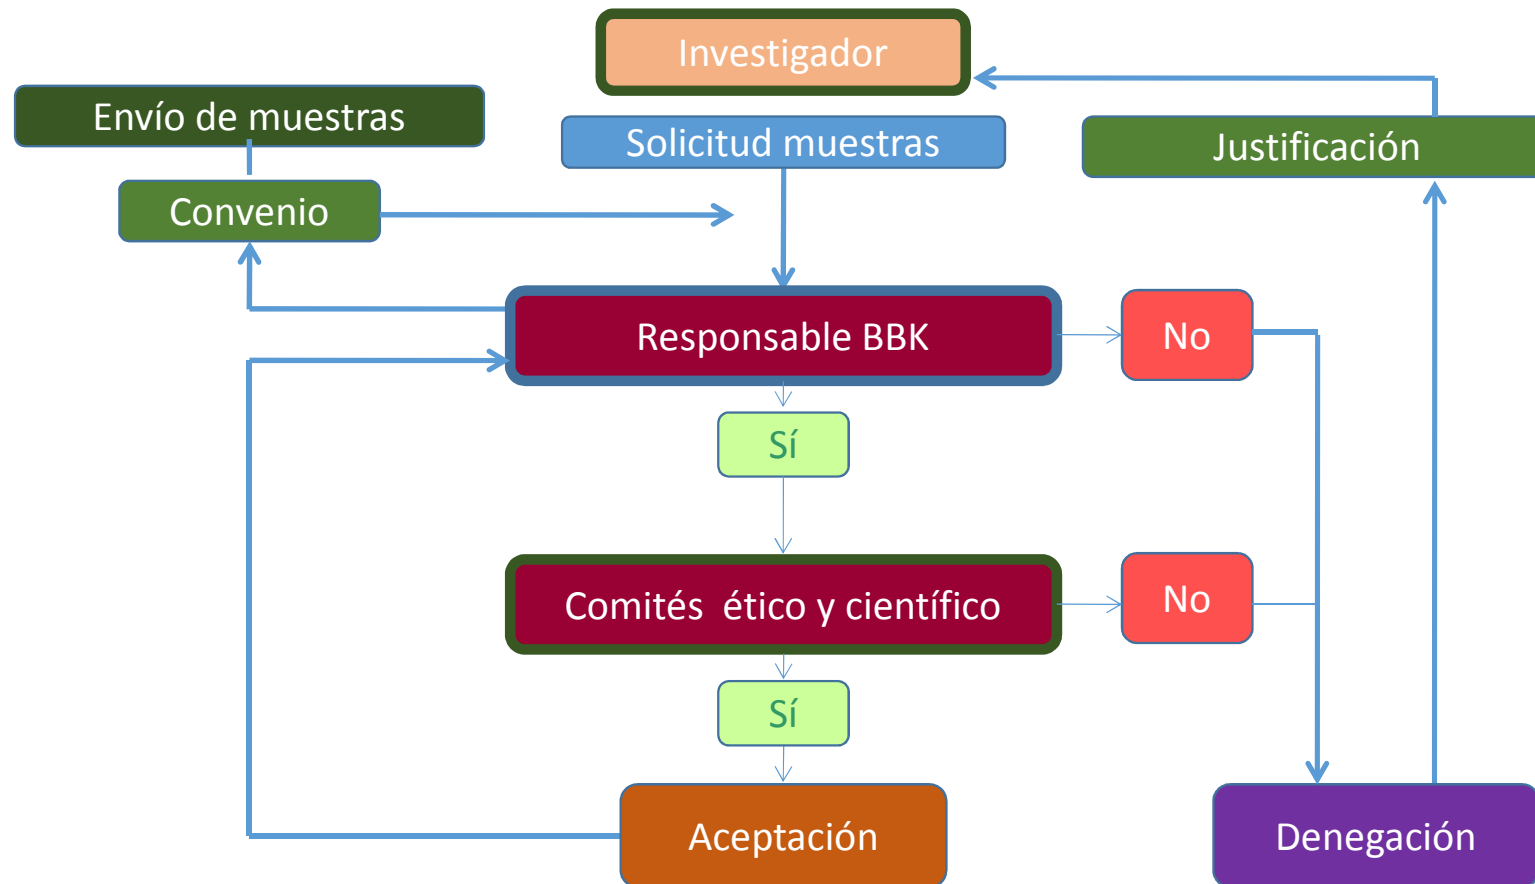 Investigador
Envío de muestras
Solicitud muestras
Justificación
Convenio
Responsable BBK
No
Sí
Comités ético y científico
No
Sí
Aceptación
Denegación